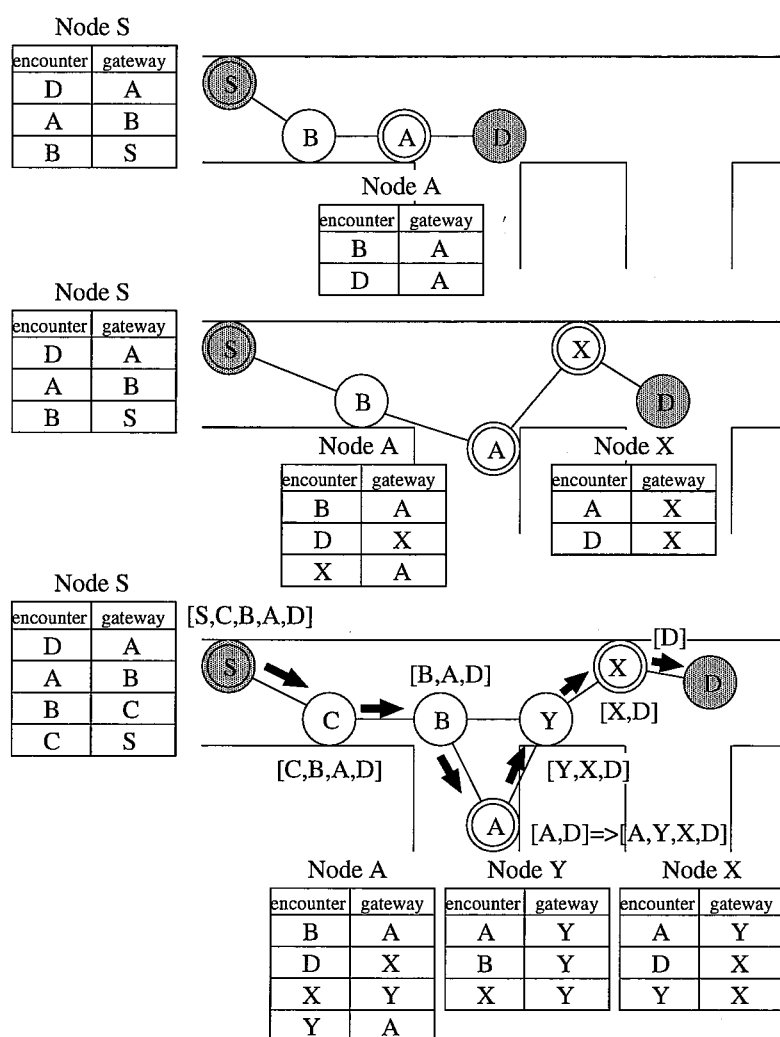 Node S
encounter gateway
D A
A B
B S
S
B
A
D
Node A
encounter gateway
B A
D A
Node S
encounter gateway
D A
A B
B S
S
B
A
X
D
Node A
encounter gateway
B A
D X
X A
Node X
encounter gateway
A X
D X
Node S
encounter gateway
D A
A B
B C
C S
[S,C,B,A,D]
S
[C,B,A,D]
C
[B,A,D]
B
A
[A,D]=>[A,Y,X,D]
Y
[Y,X,D]
X
[X,D]
[D]
D
Node A
encounter gateway
B A
D X
X Y
Y A
Node Y
encounter gateway
A Y
B Y
X Y
Node X
encounter gateway
A Y
D X
Y X